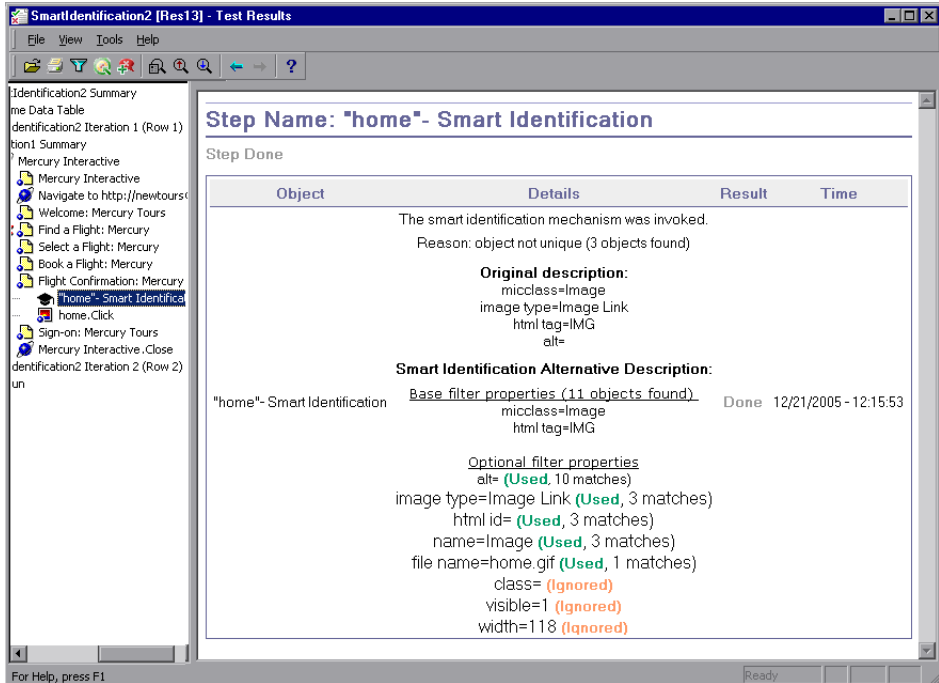 SmartIdentification2 [Res13] - Test Results
File View Tools Help
:Identification2 Summary
me Data Table
dentification2 Iteration 1 (Row 1)
tion1 Summary
Mercury Interactive
Mercury Interactive
Navigate to http://newtours
Welcome: Mercury Tours
Find a Flight: Mercury
Select a Flight: Mercury
Book a Flight: Mercury
Flight Confirmation: Mercury
"home"- Smart Identifica
home.Click
Sign-on: Mercury Tours
Mercury Interactive.Close
dentification2 Iteration 2 (Row 2)
un
Step Name: "home"- Smart Identification
Step Done
Object Details Result Time
The smart identification mechanism was invoked.
Reason: object not unique (3 objects found)
Original description:
micclass=Image
image type=Image Link
html tag=IMG
alt=
Smart Identification Alternative Description:
"home"- Smart Identification Base filter properties (11 objects found) Done 12/21/2005 - 12:15:53
micclass=Image
html tag=IMG
Optional filter properties
alt= (Used, 10 matches)
image type=Image Link (Used, 3 matches)
html id= (Used, 3 matches)
name=Image (Used, 3 matches)
file name=home.gif (Used, 1 matches)
class= (Ignored)
visible=1 (Ignored)
width=118 (Ignored)
For Help, press F1
Ready